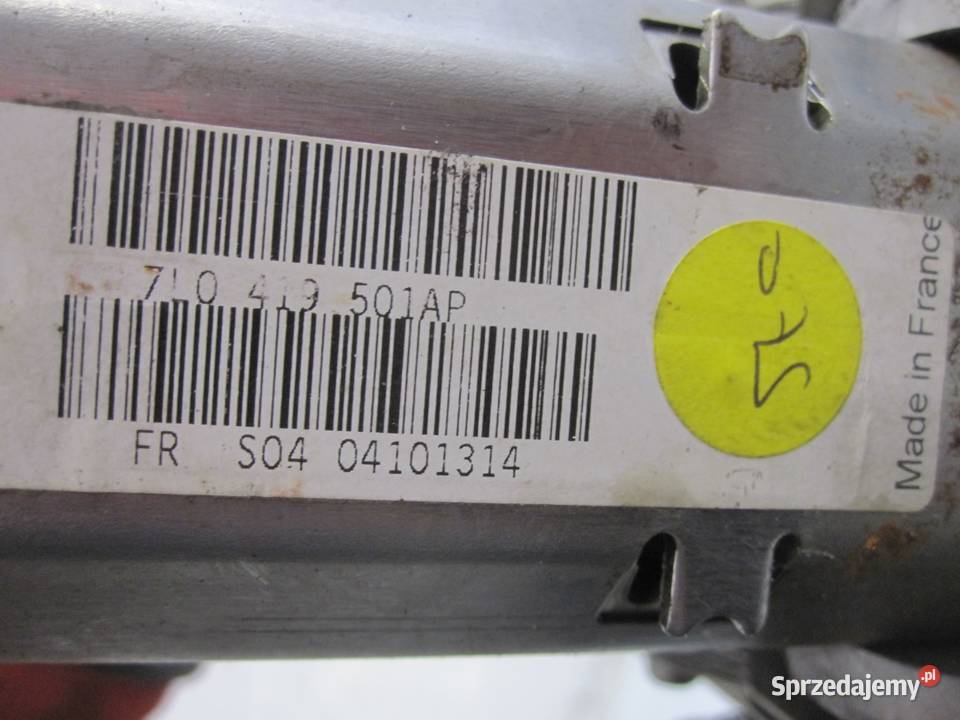 7L0 419 501AP
FR S04 04101314
Made in France
Sprzedajemy.pl